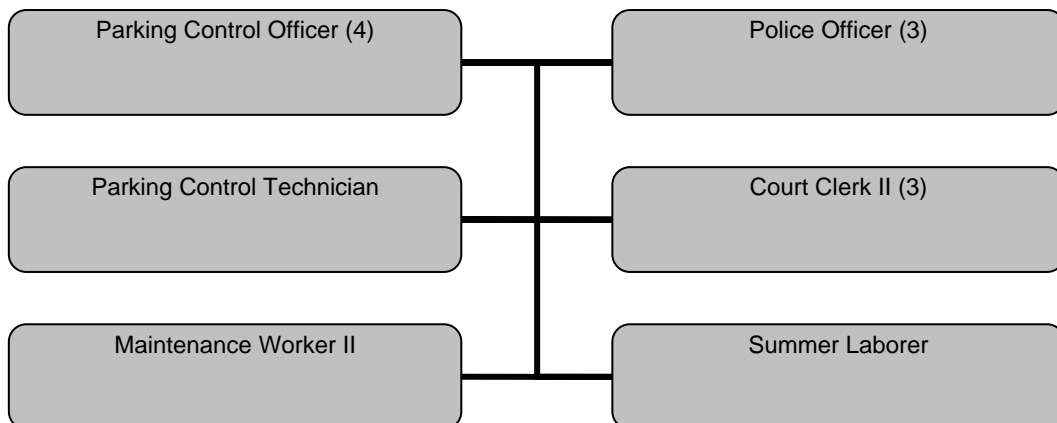 Parking Control Officer (4)
Police Officer (3)
Parking Control Technician
Court Clerk II (3)
Maintenance Worker II
Summer Laborer